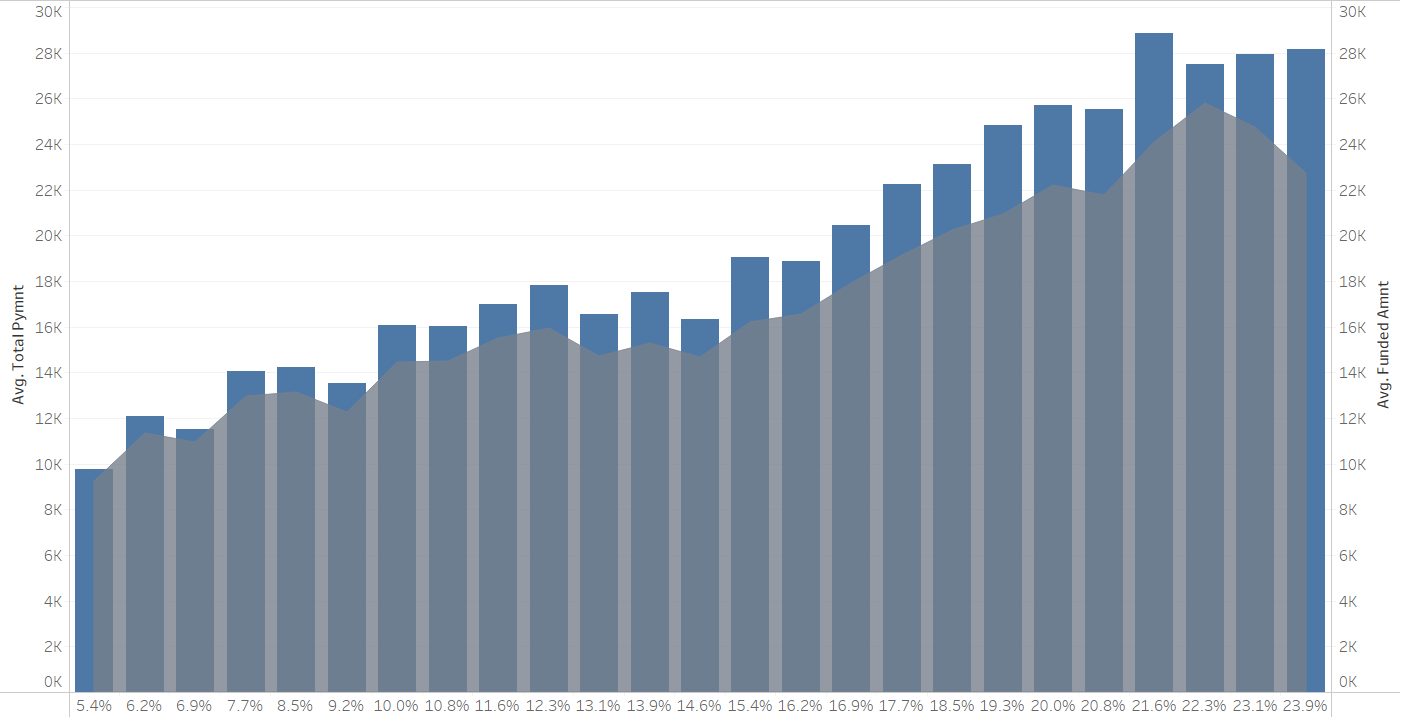 30K
28K
26K
24K
22K
20K
18K
16K
14K
12K
10K
8K
6K
4K
2K
0K
Avg. Total Pymnt
30K
28K
26K
24K
22K
20K
18K
16K
14K
12K
10K
8K
6K
4K
2K
0K
Avg. Funded Amnt
5.4% 6.2% 6.9% 7.7% 8.5% 9.2% 10.0% 10.8% 11.6% 12.3% 13.1% 13.9% 14.6% 15.4% 16.2% 16.9% 17.7% 18.5% 19.3% 20.0% 20.8% 21.6% 22.3% 23.1% 23.9%